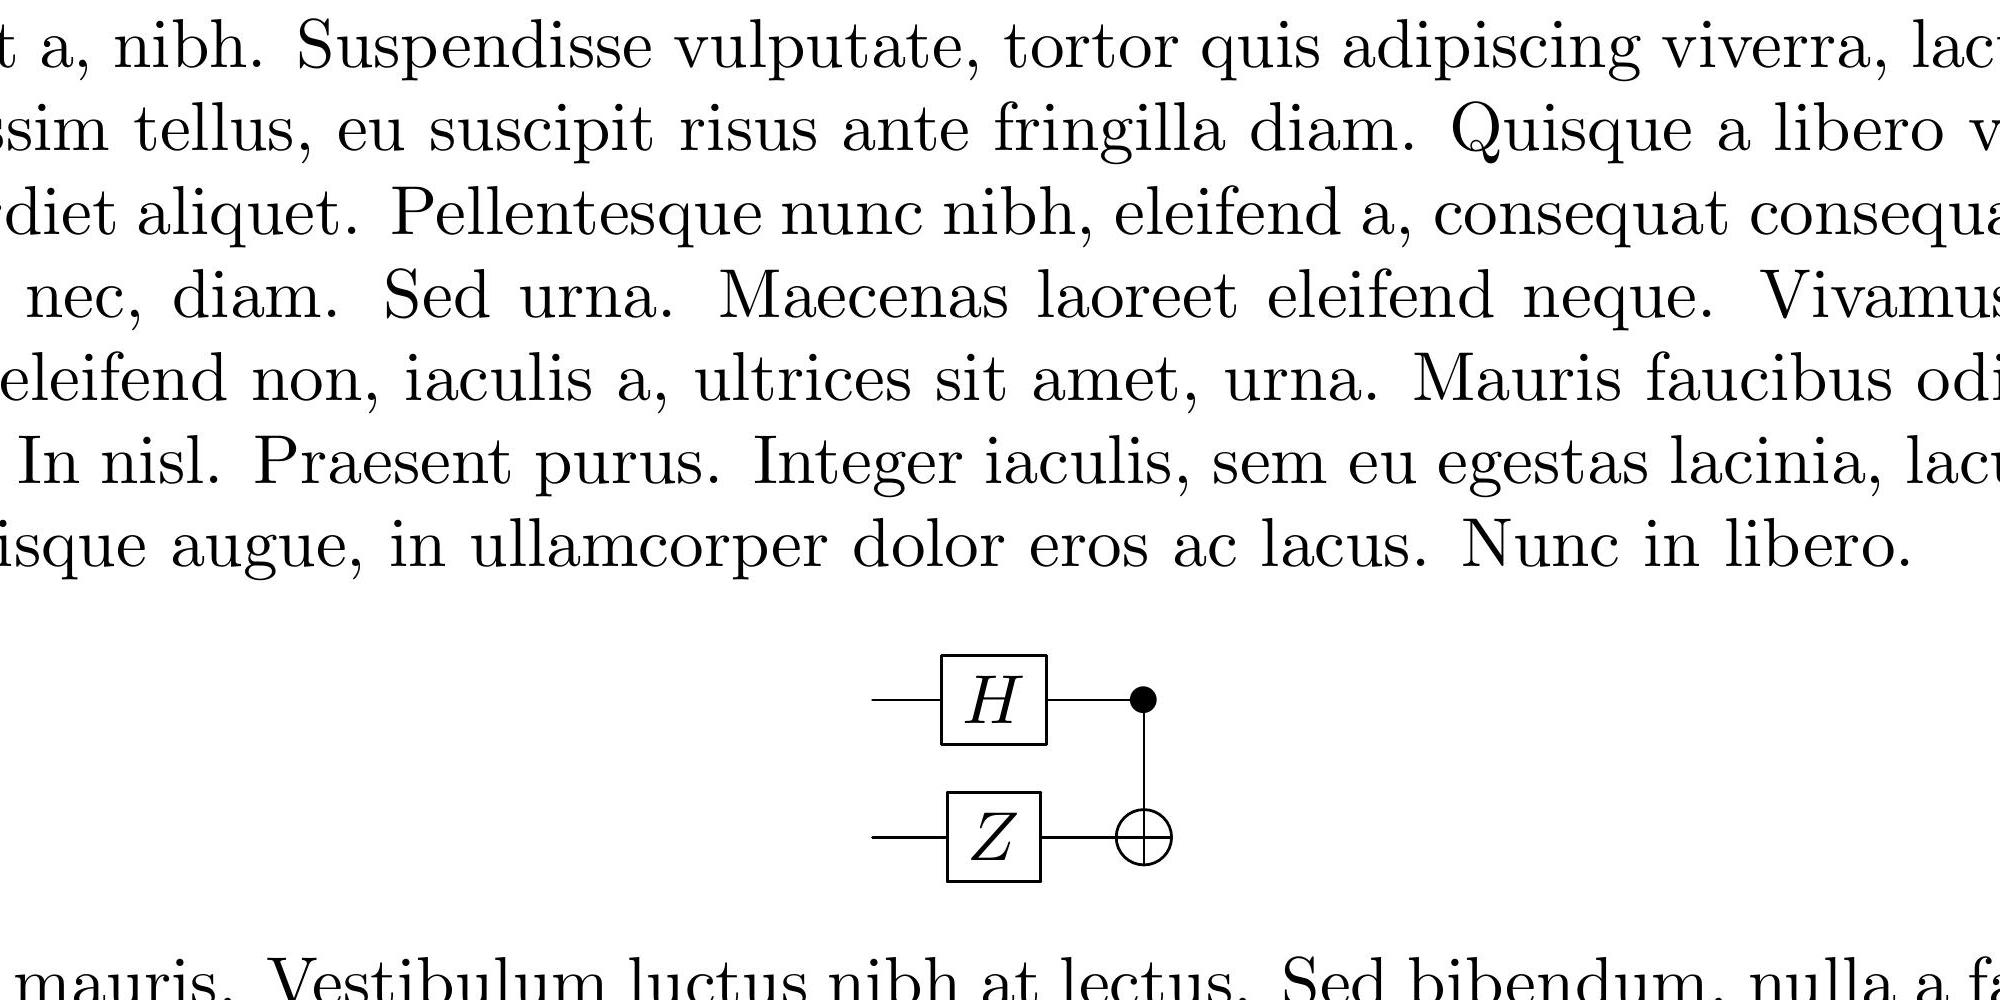 t a, nibh. Suspendisse vulputate, tortor quis adipiscing viverra, lac
ssim tellus, eu suscipit risus ante fringilla diam. Quisque a libero v
rdiet aliquet. Pellentesque nunc nibh, eleifend a, consequat consequa
nec, diam. Sed urna. Maecenas laoreet eleifend neque. Vivamus
eleifend non, iaculis a, ultrices sit amet, urna. Mauris faucibus odi
In nisl. Praesent purus. Integer iaculis, sem eu egestas lacinia, lacu
isque augue, in ullamcorper dolor eros ac lacus. Nunc in libero.
H
Z
mauris. Vestibulum luctus nibh at lectus. Sed bibendum, nulla a fa